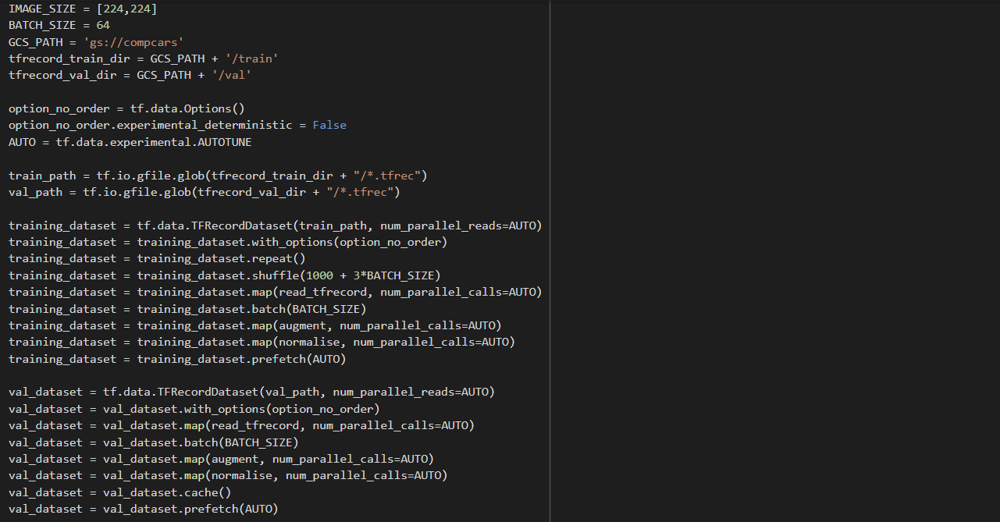 IMAGE_SIZE = [224,224]
BATCH_SIZE = 64
GCS_PATH = 'gs://compcars'
tfrecord_train_dir = GCS_PATH + '/train'
tfrecord_val_dir = GCS_PATH + '/val'
option_no_order = tf.data.Options()
option_no_order.experimental_deterministic = False
AUTO = tf.data.experimental.AUTOTUNE
train_path = tf.io.gfile.glob(tfrecord_train_dir + "/*.tfrec")
val_path = tf.io.gfile.glob(tfrecord_val_dir + "/*.tfrec")
training_dataset = tf.data.TFRecordDataset(train_path, num_parallel_reads=AUTO)
training_dataset = training_dataset.with_options(option_no_order)
training_dataset = training_dataset.repeat()
training_dataset = training_dataset.shuffle(1000 + 3*BATCH_SIZE)
training_dataset = training_dataset.map(read_tfrecord, num_parallel_calls=AUTO)
training_dataset = training_dataset.batch(BATCH_SIZE)
training_dataset = training_dataset.map(augment, num_parallel_calls=AUTO)
training_dataset = training_dataset.map(normalise, num_parallel_calls=AUTO)
training_dataset = training_dataset.prefetch(AUTO)
val_dataset = tf.data.TFRecordDataset(val_path, num_parallel_reads=AUTO)
val_dataset = val_dataset.with_options(option_no_order)
val_dataset = val_dataset.map(read_tfrecord, num_parallel_calls=AUTO)
val_dataset = val_dataset.batch(BATCH_SIZE)
val_dataset = val_dataset.map(augment, num_parallel_calls=AUTO)
val_dataset = val_dataset.map(normalise, num_parallel_calls=AUTO)
val_dataset = val_dataset.cache()
val_dataset = val_dataset.prefetch(AUTO)